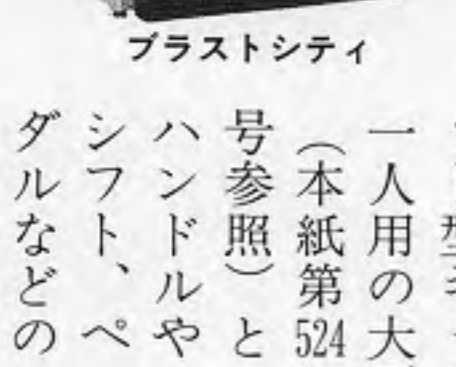 ブラストシティ
一人用の大
（本紙第524
号参照）と
ハンドルや
シフト、ペ
ダルなどの